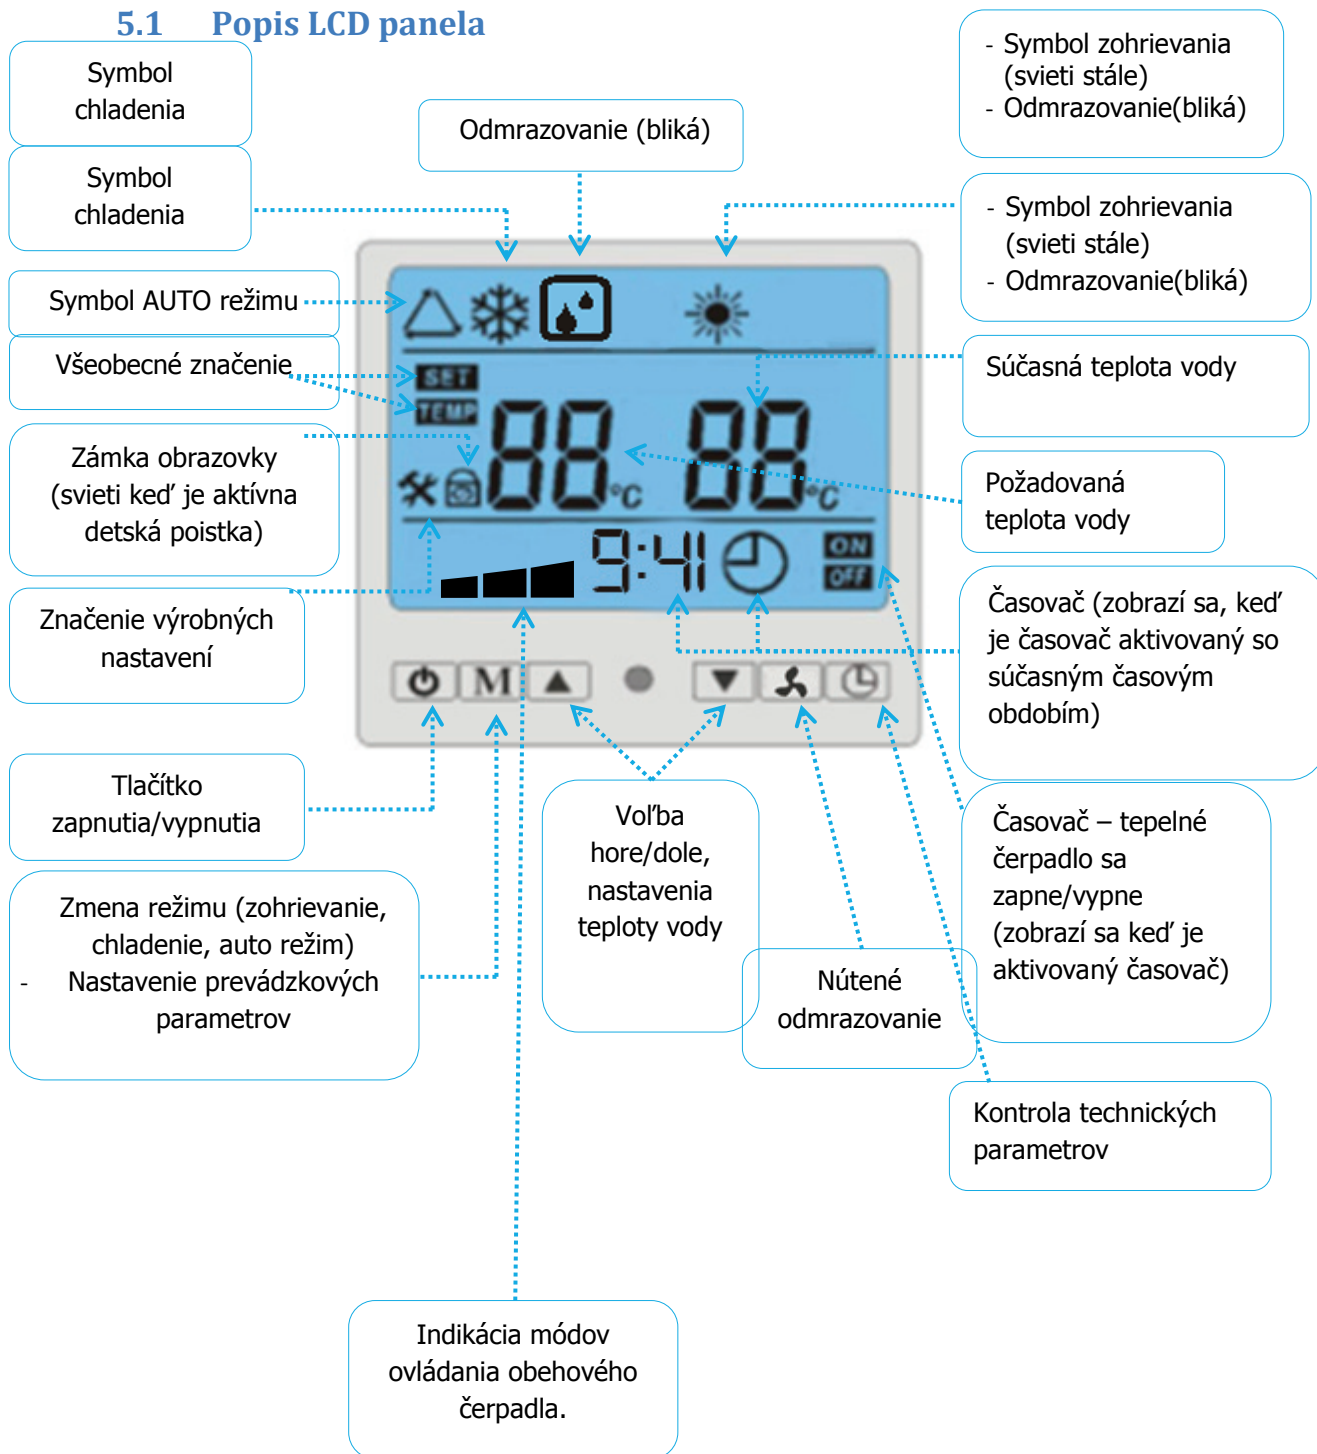 5.1 Popis LCD panela
Symbol
chladenia
- Symbol zohrievania
(svieti stále)
- Odmrazovanie(bliká)
Odmrazovanie (bliká)
Symbol
chladenia
- Symbol zohrievania
(svieti stále)
- Odmrazovanie(bliká)
Symbol AUTO režimu
Všeobecné značenie
SET
TEMP
88°C
88°C
Súčasná teplota vody
Zámka obrazovky
(svieti keď je aktívna
detská poistka)
Požadovaná
teplota vody
9:41
ON
OFF
Značenie výrobných
nastavení
Časovač (zobrazí sa, keď
je časovač aktivovaný so
súčasným časovým
obdobím)
M
Tlačítko
zapnutia/vypnutia
Voľba
hore/dole,
nastavenia
teploty vody
Časovač – tepelné
čerpadlo sa
zapne/vypne
(zobrazí sa keď je
aktivovaný časovač)
Zmena režimu (zohrievanie,
chladenie, auto režim)
- Nastavenie prevádzkových
parametrov
Nútené
odmrazovanie
Kontrola technických
parametrov
Indikácia módov
ovládania obehového
čerpadla.